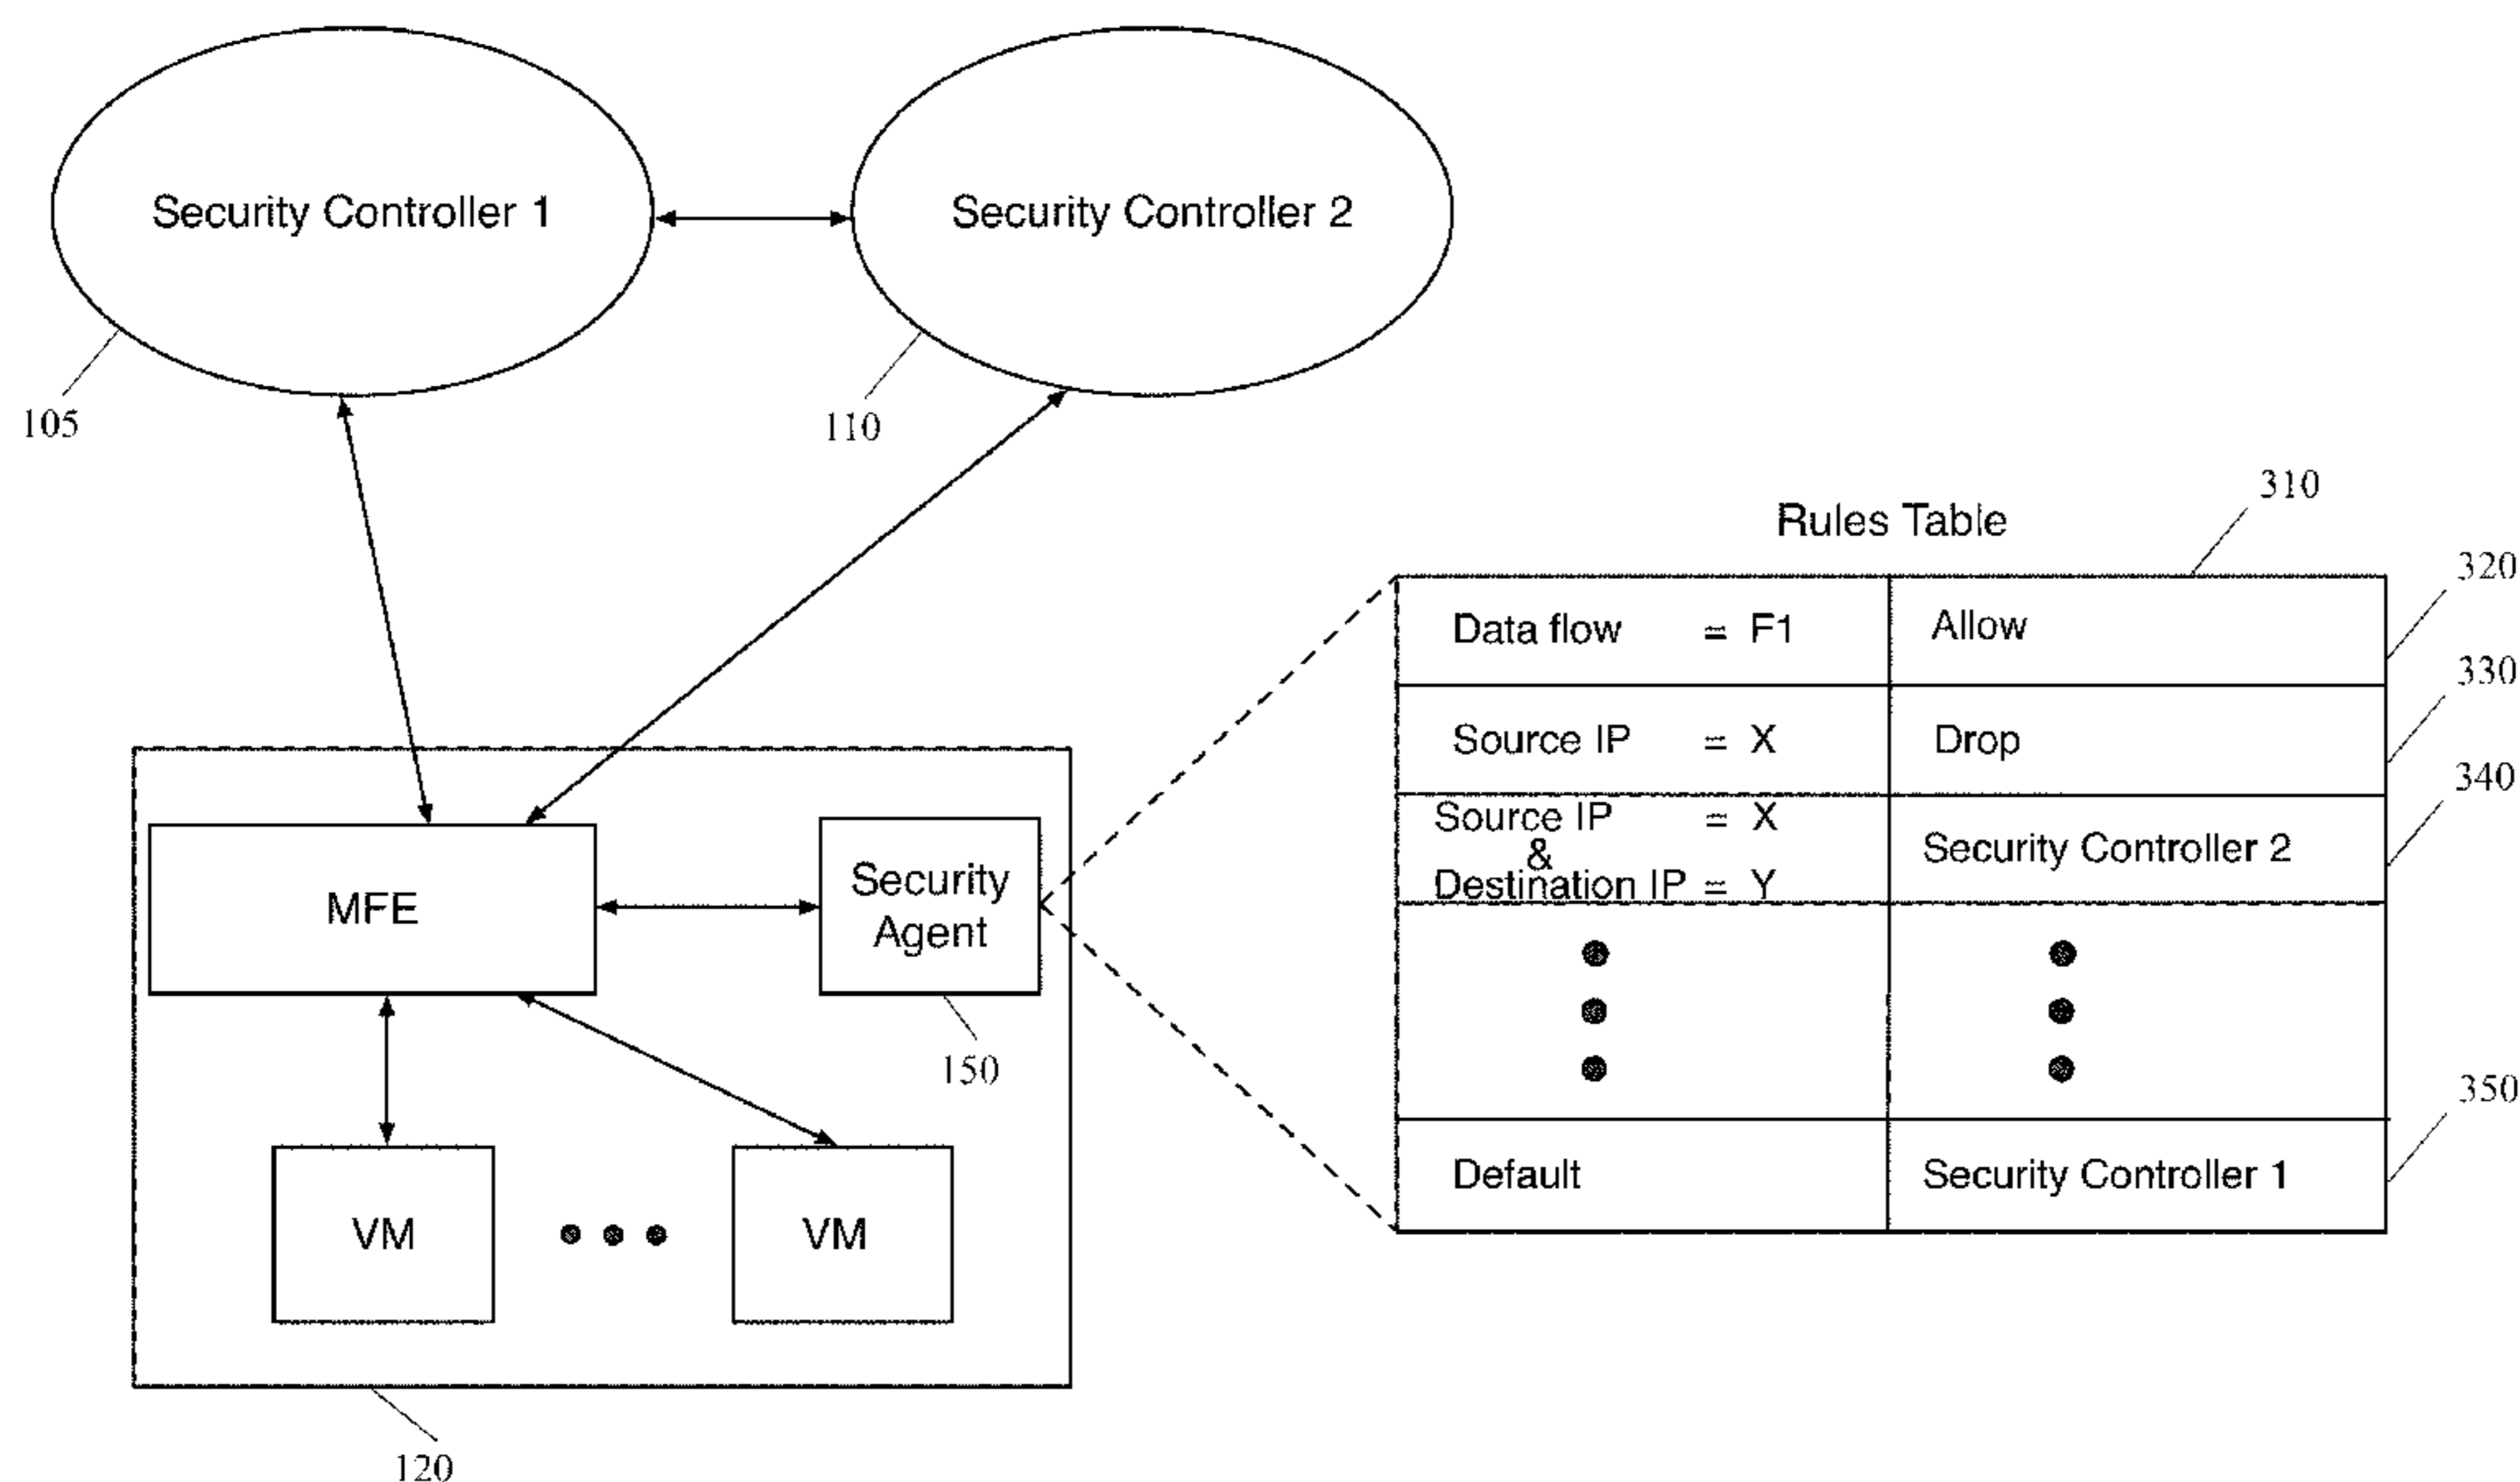 Security Controller 1
Security Controller 2
105
110
310
Rules Table
320
Data flow = F1 Allow
330
Source IP = X Drop
340
Source IP = X
&
Destination IP = Y
Security Controller 2
MFE
Security
Agent
150
350
Default Security Controller 1
VM
VM
120